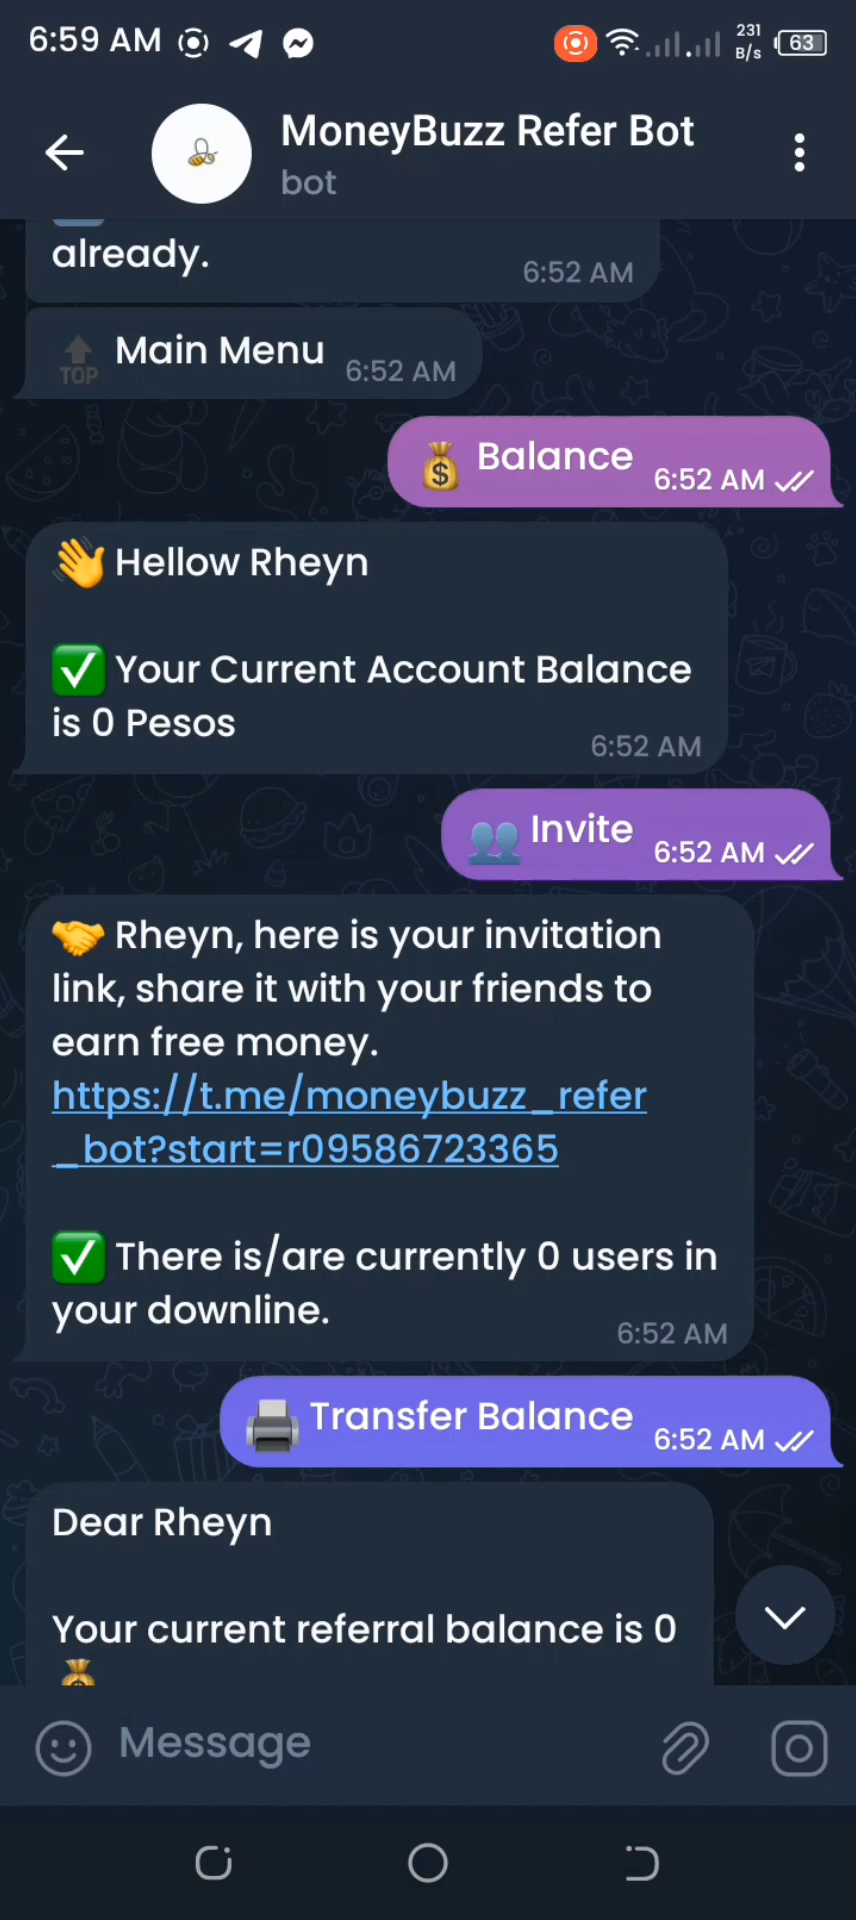 6:59 AM
231
B/s
63
MoneyBuzz Refer Bot
bot
already.
6:52 AM
TOP
Main Menu
6:52 AM
Balance
6:52 AM
Hellow Rheyn
Your Current Account Balance
is 0 Pesos
6:52 AM
Invite
6:52 AM
Rheyn, here is your invitation
link, share it with your friends to
earn free money.
https://t.me/moneybuzz_refer
_bot?start=r09586723365
There is/are currently 0 users in
your downline.
6:52 AM
Transfer Balance
6:52 AM
Dear Rheyn
Your current referral balance is 0
Message